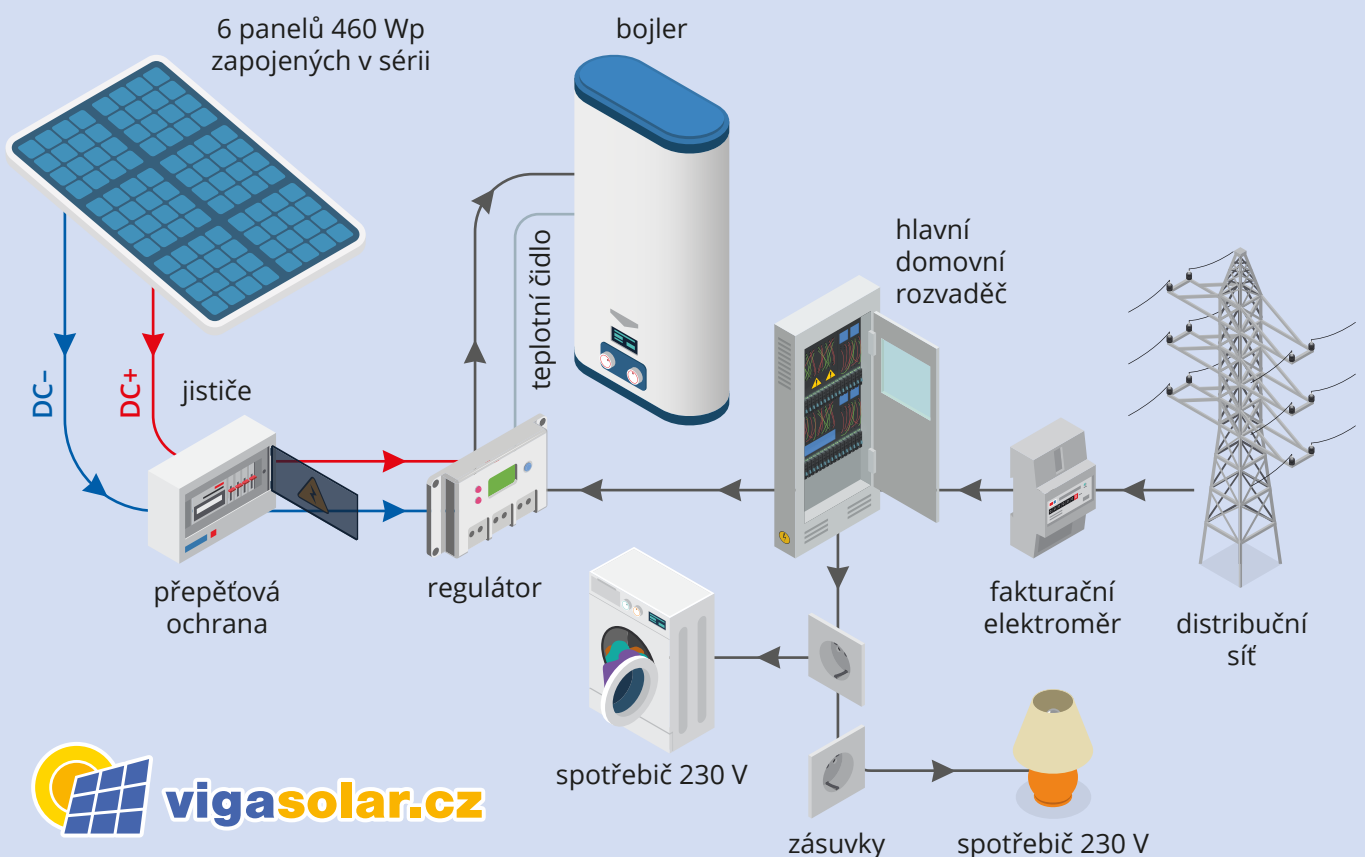 6 panelů 460 Wp
zapojených v sérii
bojler
teplotní čidlo
hlavní
domovní
rozvaděč
DC−
DC+
jističe
přepěťová
ochrana
regulátor
fakturační
elektroměr
distribuční
síť
spotřebič 230 V
zásuvky
spotřebič 230 V
vigasolar.cz